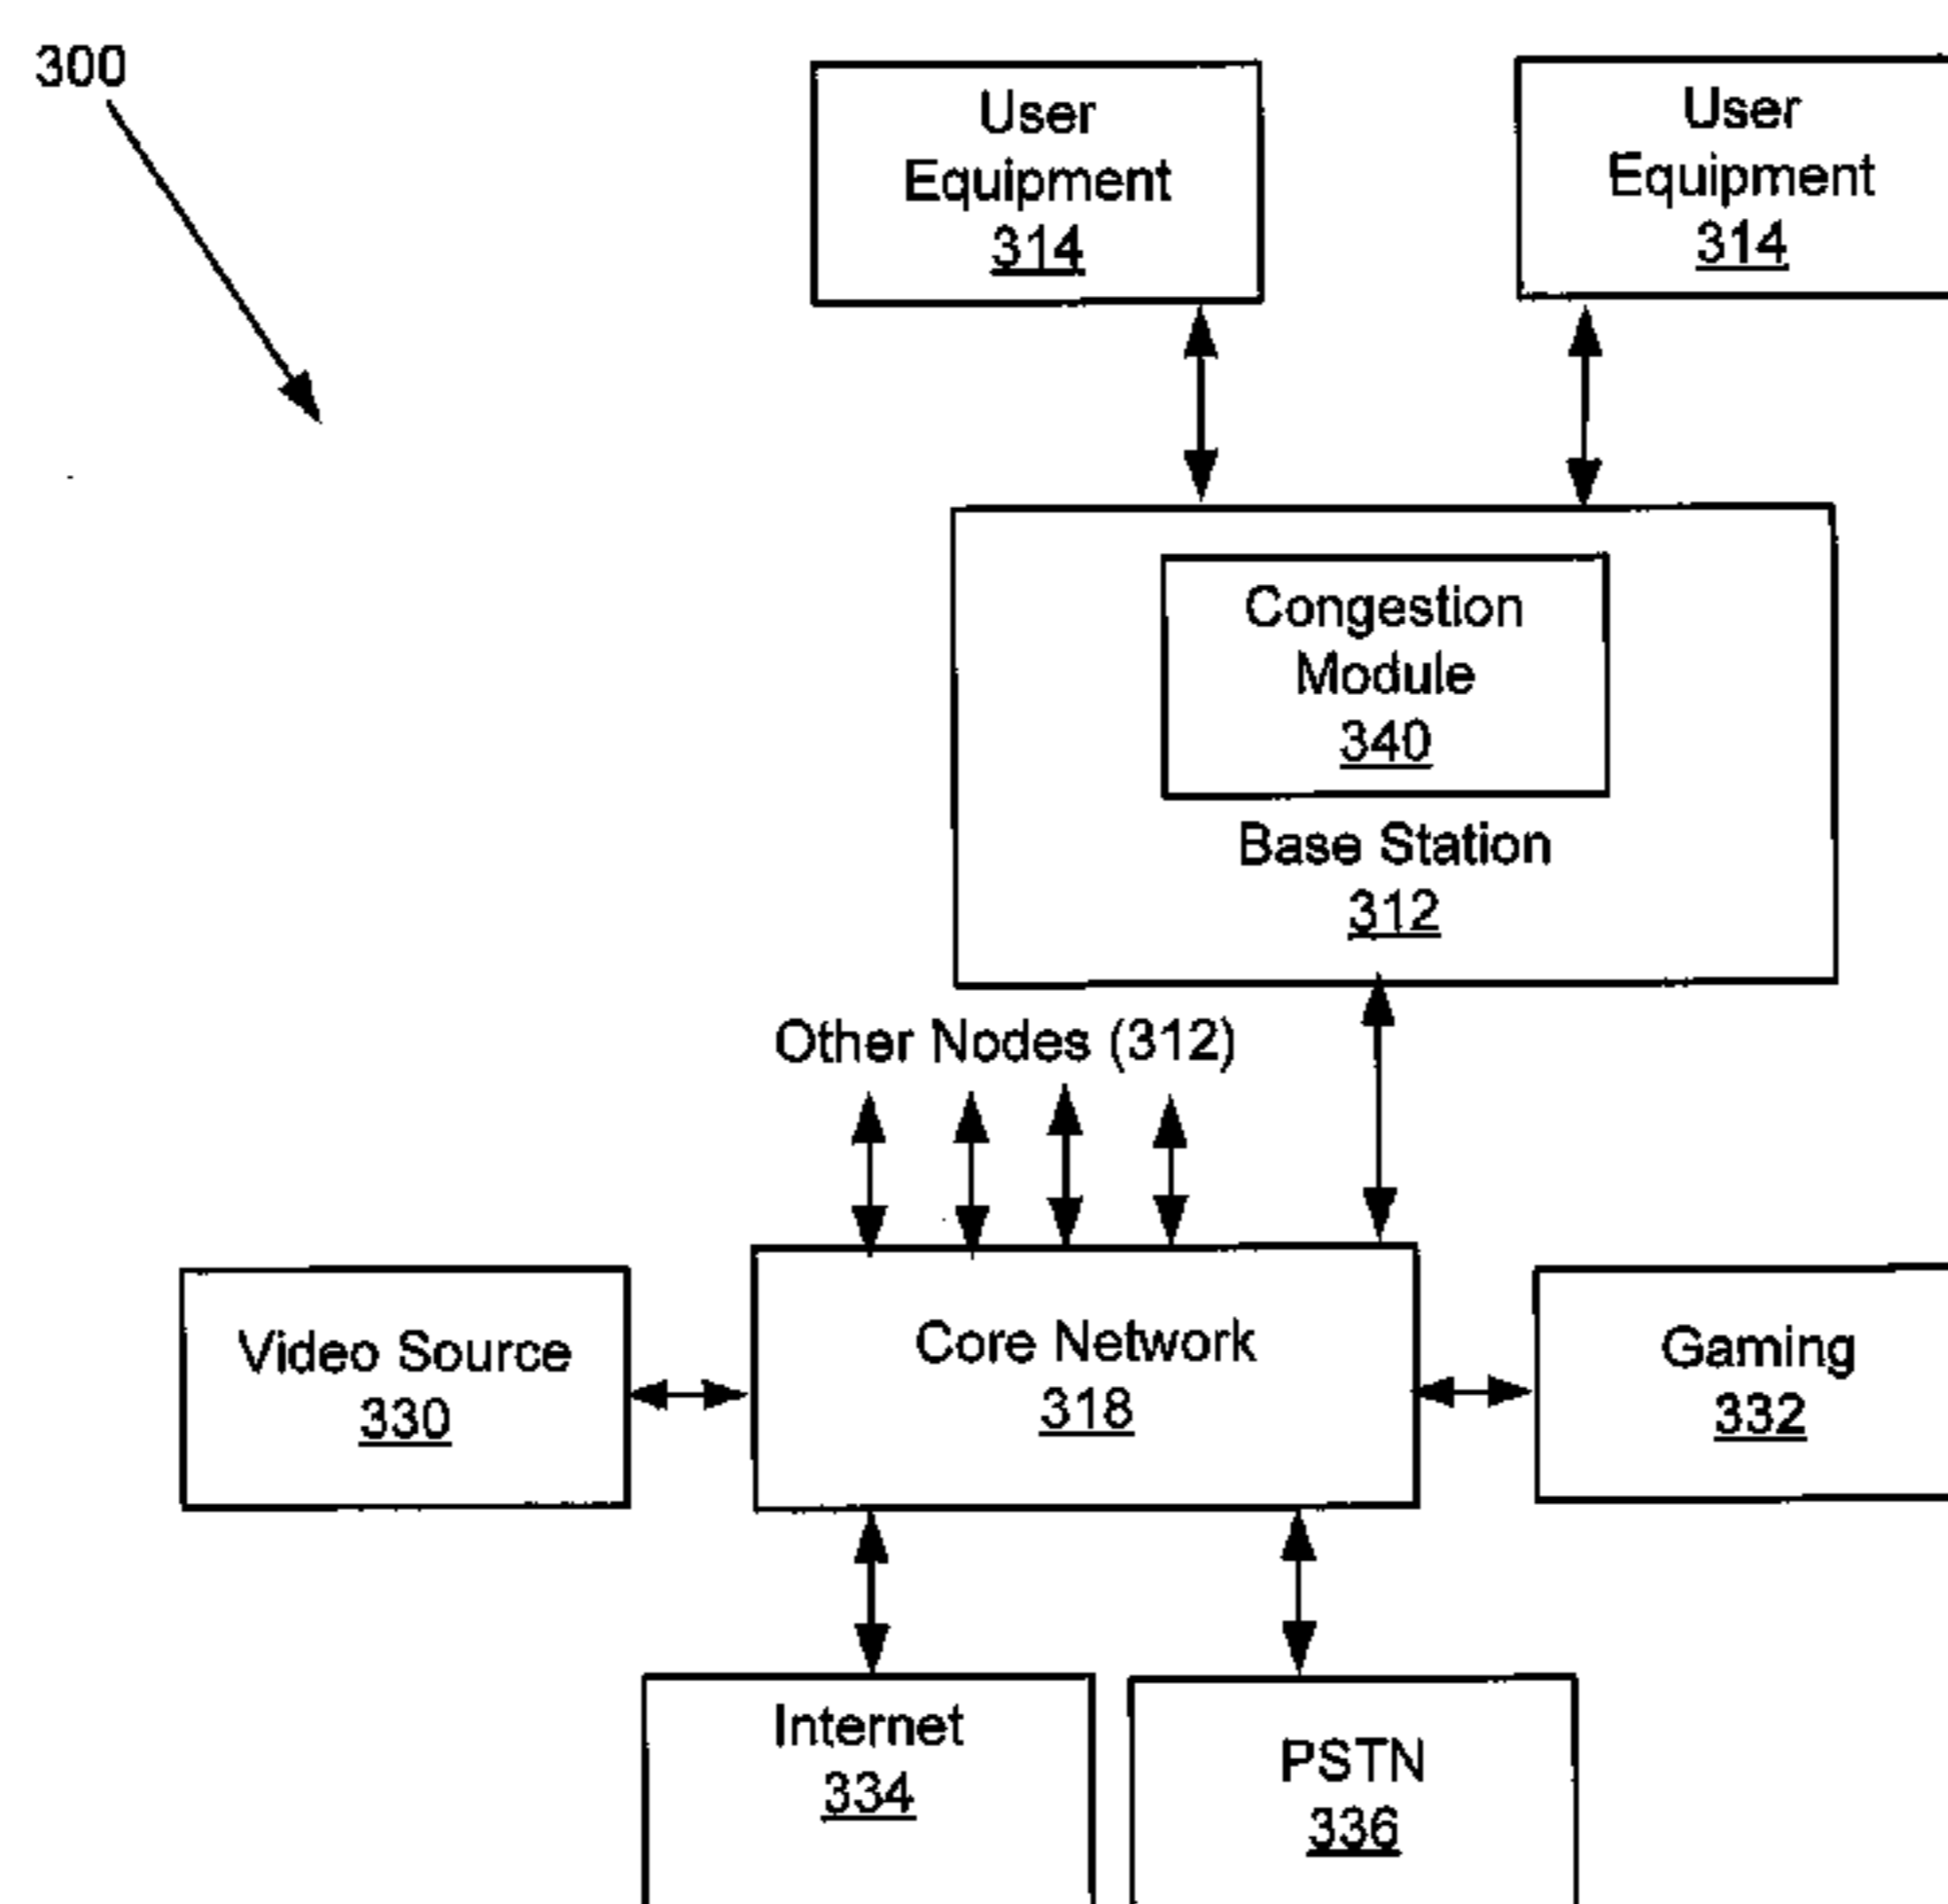 300
User
Equipment
314
User
Equipment
314
Congestion
Module
340
Base Station
312
Other Nodes (312)
Video Source
330
Core Network
318
Gaming
332
Internet
334
PSTN
336